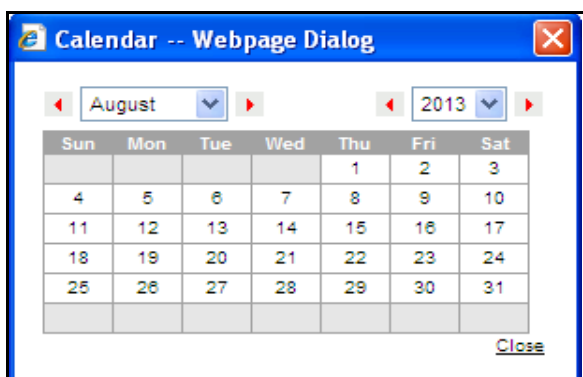 Calendar -- Webpage Dialog
August 2013
Sun Mon Tue Wed Thu Fri Sat
1 2 3
4 5 6 7 8 9 10
11 12 13 14 15 16 17
18 19 20 21 22 23 24
25 26 27 28 29 30 31
Close